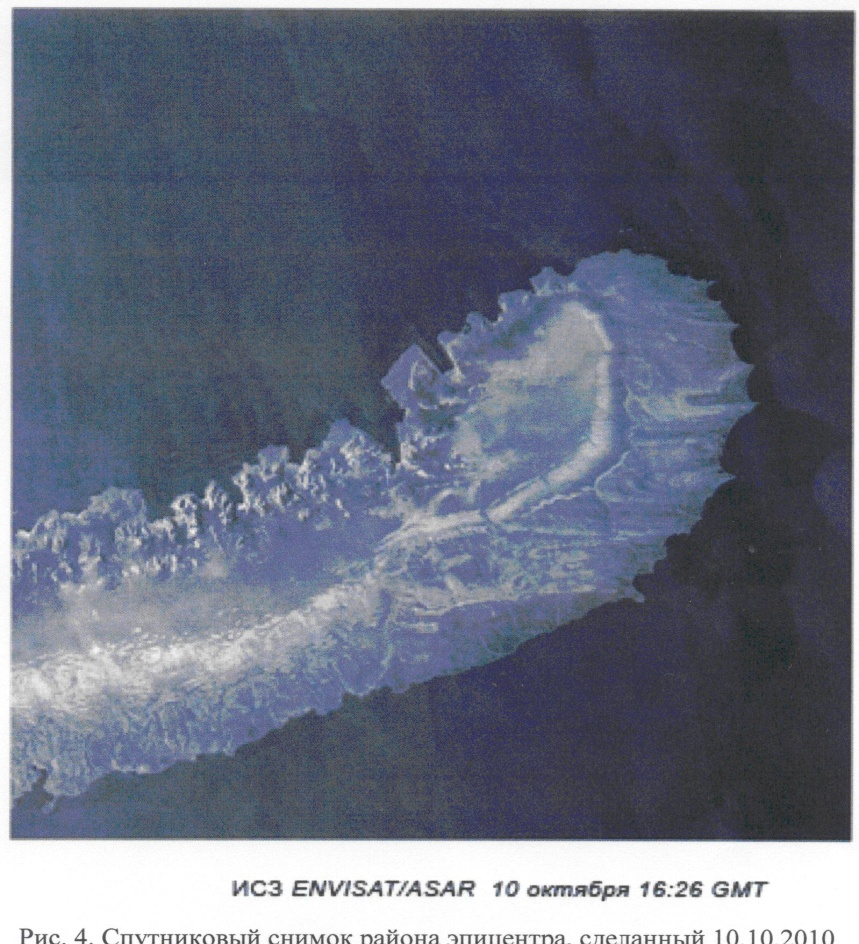 ИСЗ ENVISAT/ASAR 10 октября 16:26 GMT
Рис. 4. Спутниковый снимок района эпицентра, сделанный 10.10.2010